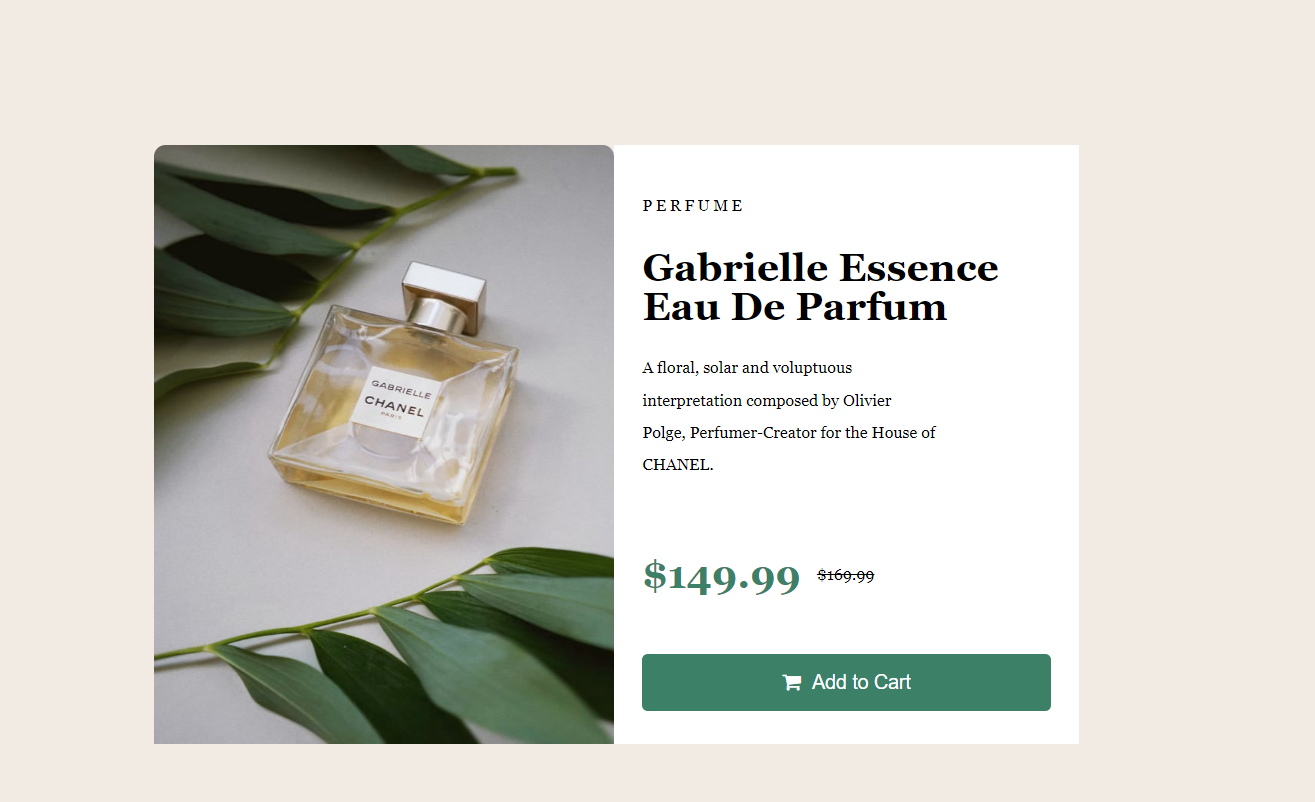 GABRIELLE
CHANEL
PARIS
PERFUME
Gabrielle Essence
Eau De Parfum
A floral, solar and voluptuous
interpretation composed by Olivier
Polge, Perfumer-Creator for the House of
CHANEL.
$149.99 $169.99
Add to Cart